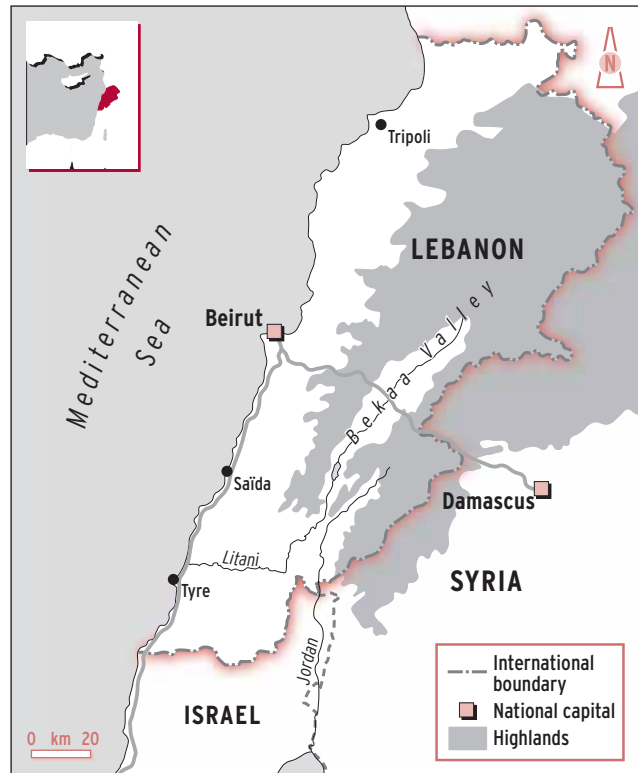 N
Tripoli
LEBANON
Mediterranean
Sea
Beirut
Bekaa Valley
Saïda
Damascus
Litani
Tyre
SYRIA
Jordan
ISRAEL
0 km 20
International
boundary
National capital
Highlands